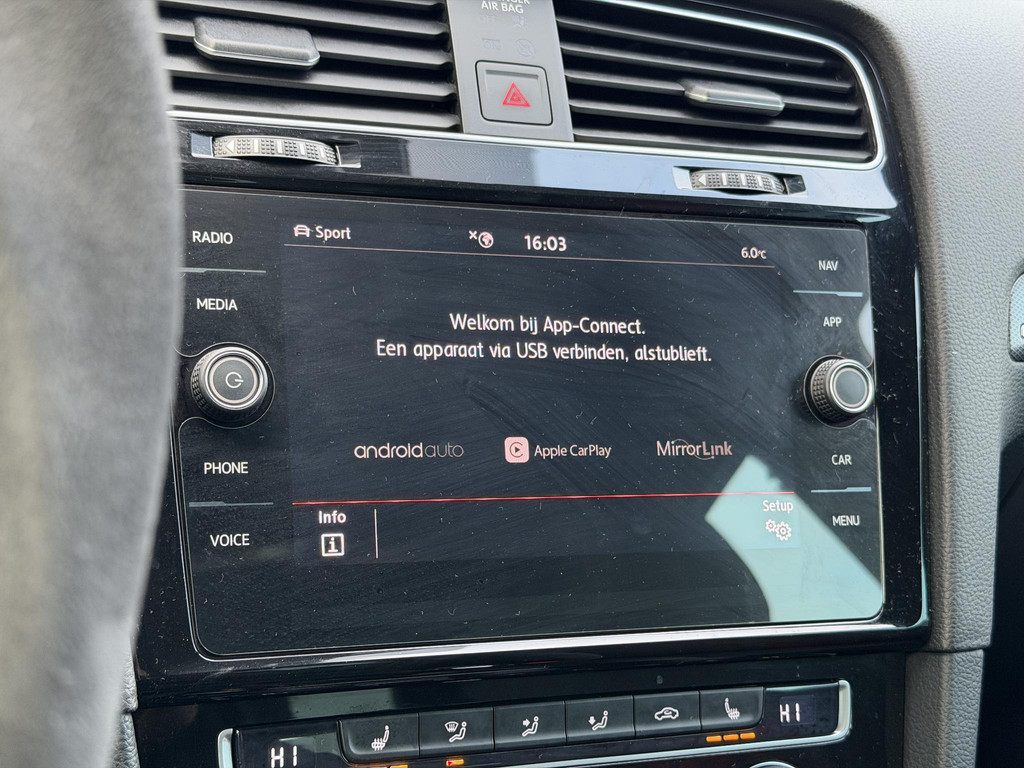 AIR BAG
RADIO
MEDIA
PHONE
VOICE
Sport
16:03
6.0°C
Welkom bij App-Connect.
Een apparaat via USB verbinden, alstublieft.
androidauto
Apple CarPlay
MirrorLink
Info
i
Setup
NAV
APP
CAR
MENU
HI
HI